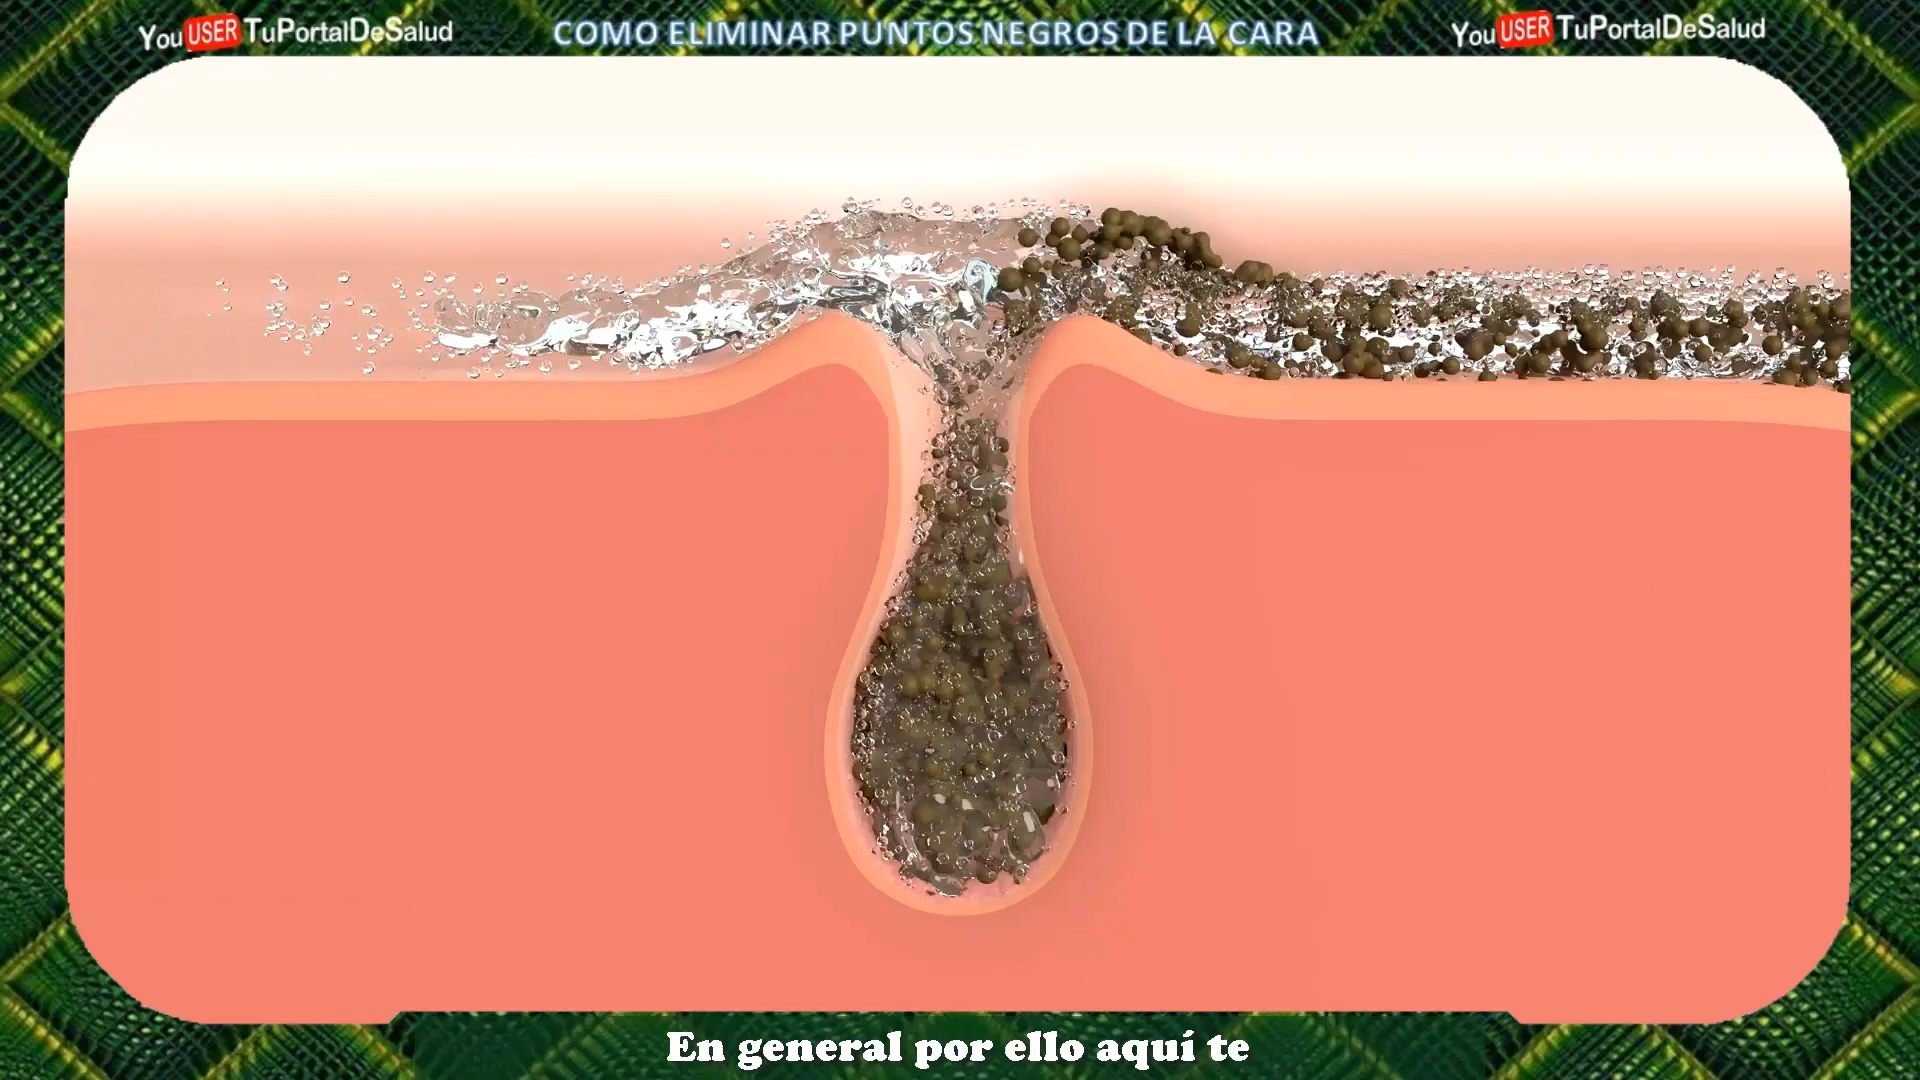 You USER TuPortalDeSalud
COMO ELIMINAR PUNTOS NEGROS DE LA CARA
You USER TuPortalDeSalud
En general por ello aquí te